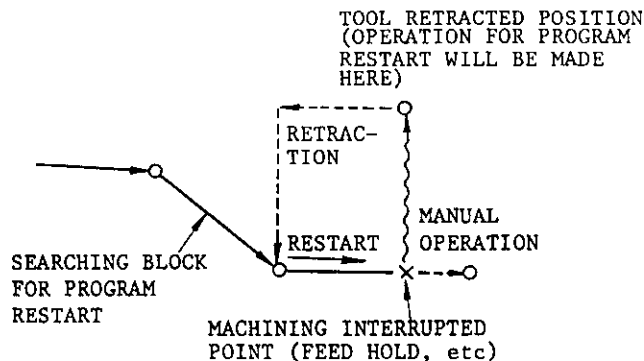 TOOL RETRACTED POSITION
(OPERATION FOR PROGRAM
RESTART WILL BE MADE
HERE)
RETRAC-
TION
MANUAL
OPERATION
RESTART
SEARCHING BLOCK
FOR PROGRAM
RESTART
MACHINING INTERRUPTED
POINT (FEED HOLD, etc)